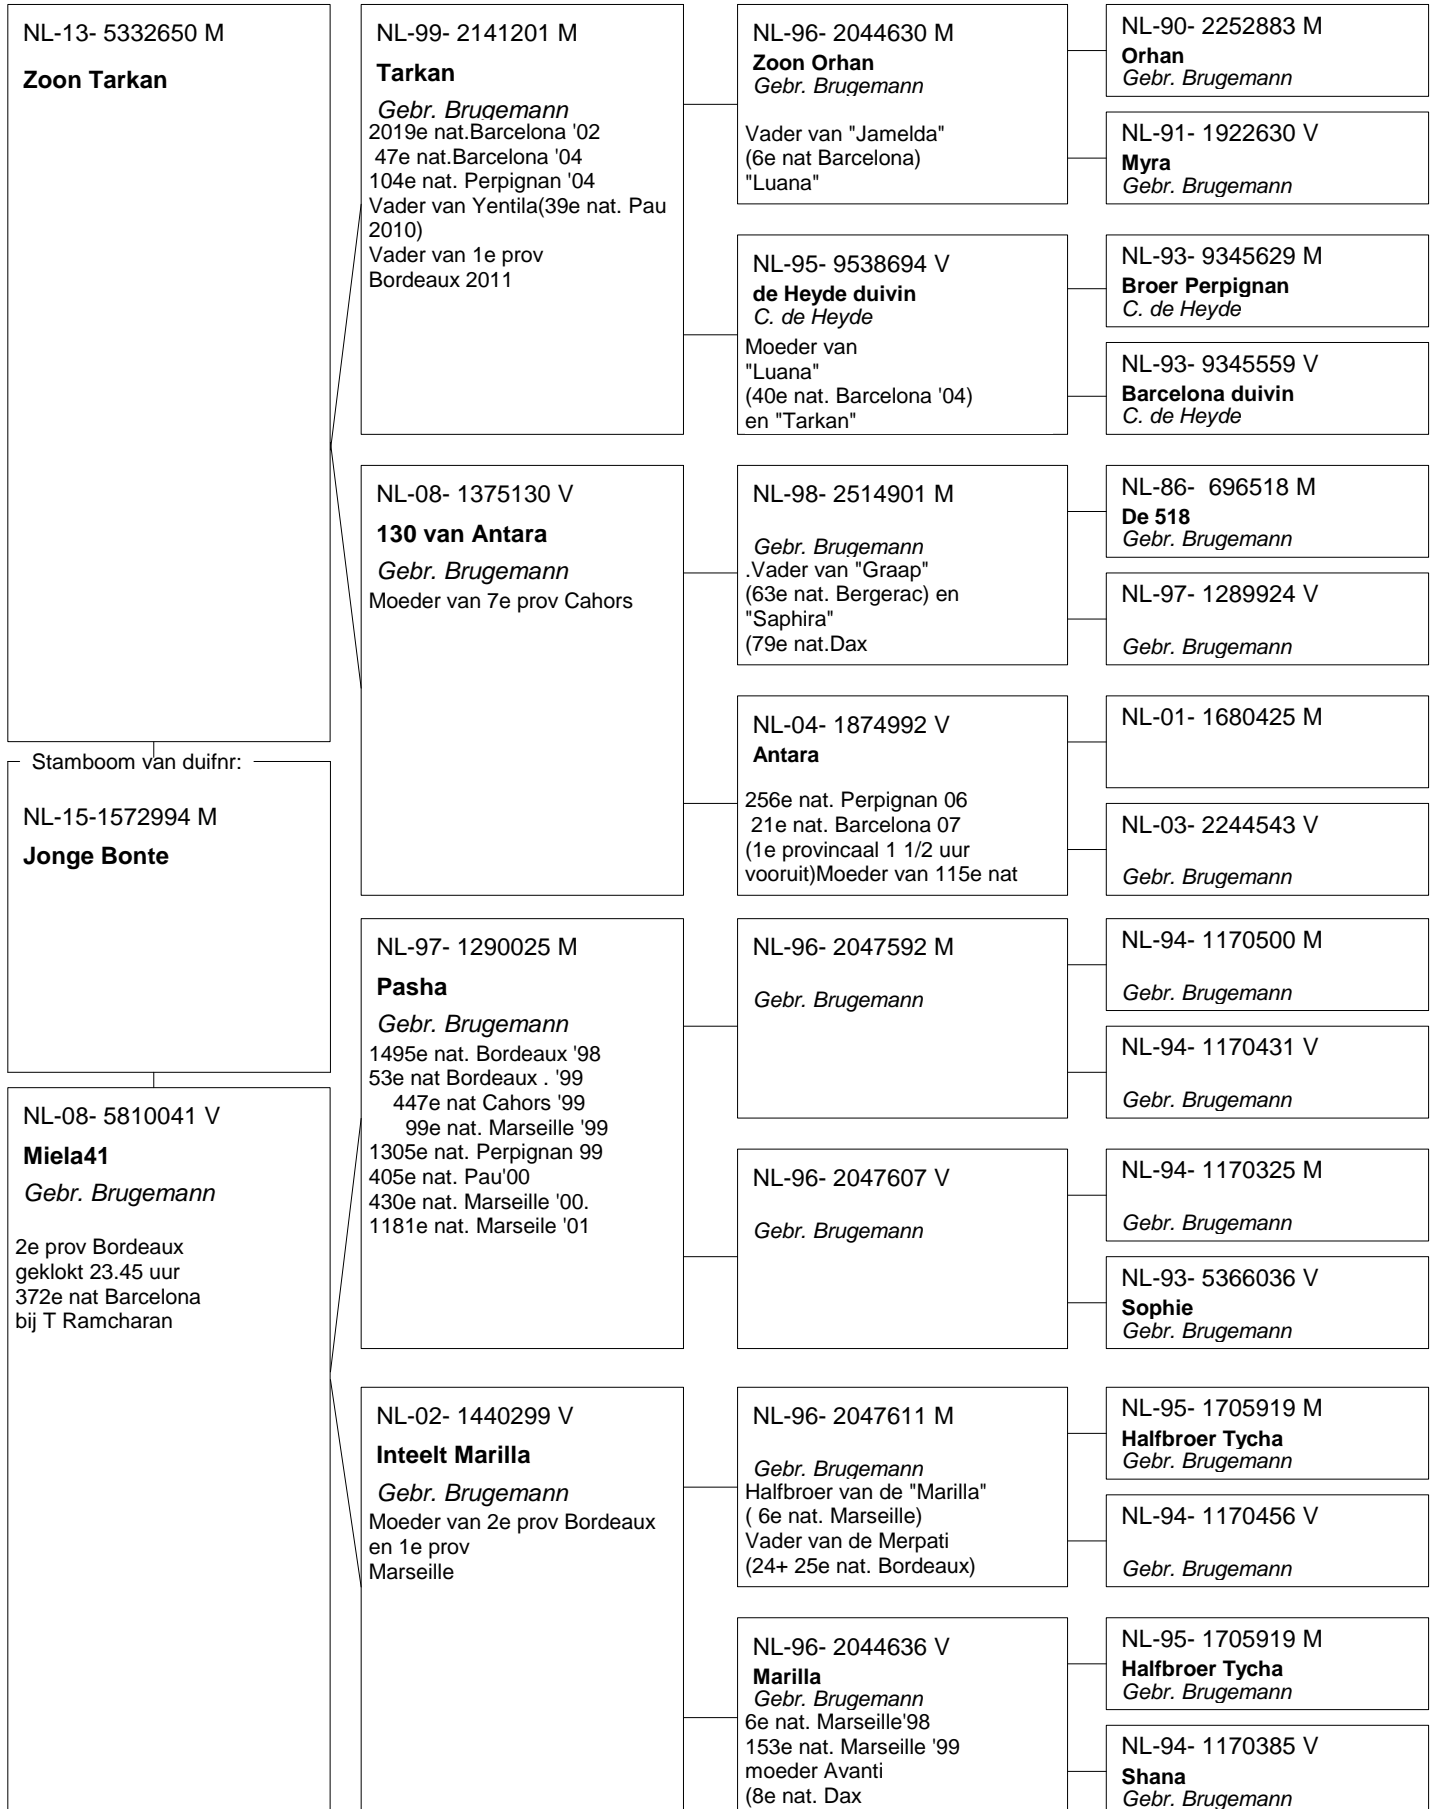 NL-13- 5332650 M
Zoon Tarkan
Stamboom van duifnr:
NL-15-1572994 M
Jonge Bonte
NL-08- 5810041 V
Miela41
Gebr. Brugemann
2e prov Bordeaux
geklokt 23.45 uur
372e nat Barcelona
bij T Ramcharan
NL-99- 2141201 M
Tarkan
Gebr. Brugemann
2019e nat.Barcelona '02
47e nat.Barcelona '04
104e nat. Perpignan '04
Vader van Yentila(39e nat. Pau
2010)
Vader van 1e prov
Bordeaux 2011
NL-08- 1375130 V
130 van Antara
Gebr. Brugemann
Moeder van 7e prov Cahors
NL-97- 1290025 M
Pasha
Gebr. Brugemann
1495e nat. Bordeaux '98
53e nat Bordeaux . '99
447e nat Cahors '99
99e nat. Marseille '99
1305e nat. Perpignan 99
405e nat. Pau'00
430e nat. Marseille '00.
1181e nat. Marseile '01
NL-02- 1440299 V
Inteelt Marilla
Gebr. Brugemann
Moeder van 2e prov Bordeaux
en 1e prov
Marseille
NL-96- 2044630 M
Zoon Orhan
Gebr. Brugemann
Vader van "Jamelda"
(6e nat Barcelona)
"Luana"
NL-95- 9538694 V
de Heyde duivin
C. de Heyde
Moeder van
"Luana"
(40e nat. Barcelona '04)
en "Tarkan"
NL-98- 2514901 M
Gebr. Brugemann
.Vader van "Graap"
(63e nat. Bergerac) en
"Saphira"
(79e nat.Dax
NL-04- 1874992 V
Antara
256e nat. Perpignan 06
21e nat. Barcelona 07
(1e provincaal 1 1/2 uur
vooruit)Moeder van 115e nat
NL-96- 2047592 M
Gebr. Brugemann
NL-96- 2047607 V
Gebr. Brugemann
NL-96- 2047611 M
Gebr. Brugemann
Halfbroer van de "Marilla"
( 6e nat. Marseille)
Vader van de Merpati
(24+ 25e nat. Bordeaux)
NL-96- 2044636 V
Marilla
Gebr. Brugemann
6e nat. Marseille'98
153e nat. Marseille '99
moeder Avanti
(8e nat. Dax
NL-90- 2252883 M
Orhan
Gebr. Brugemann
NL-91- 1922630 V
Myra
Gebr. Brugemann
NL-93- 9345629 M
Broer Perpignan
C. de Heyde
NL-93- 9345559 V
Barcelona duivin
C. de Heyde
NL-86- 696518 M
De 518
Gebr. Brugemann
NL-97- 1289924 V
Gebr. Brugemann
NL-01- 1680425 M
NL-03- 2244543 V
Gebr. Brugemann
NL-94- 1170500 M
Gebr. Brugemann
NL-94- 1170431 V
Gebr. Brugemann
NL-94- 1170325 M
Gebr. Brugemann
NL-93- 5366036 V
Sophie
Gebr. Brugemann
NL-95- 1705919 M
Halfbroer Tycha
Gebr. Brugemann
NL-94- 1170456 V
Gebr. Brugemann
NL-95- 1705919 M
Halfbroer Tycha
Gebr. Brugemann
NL-94- 1170385 V
Shana
Gebr. Brugemann